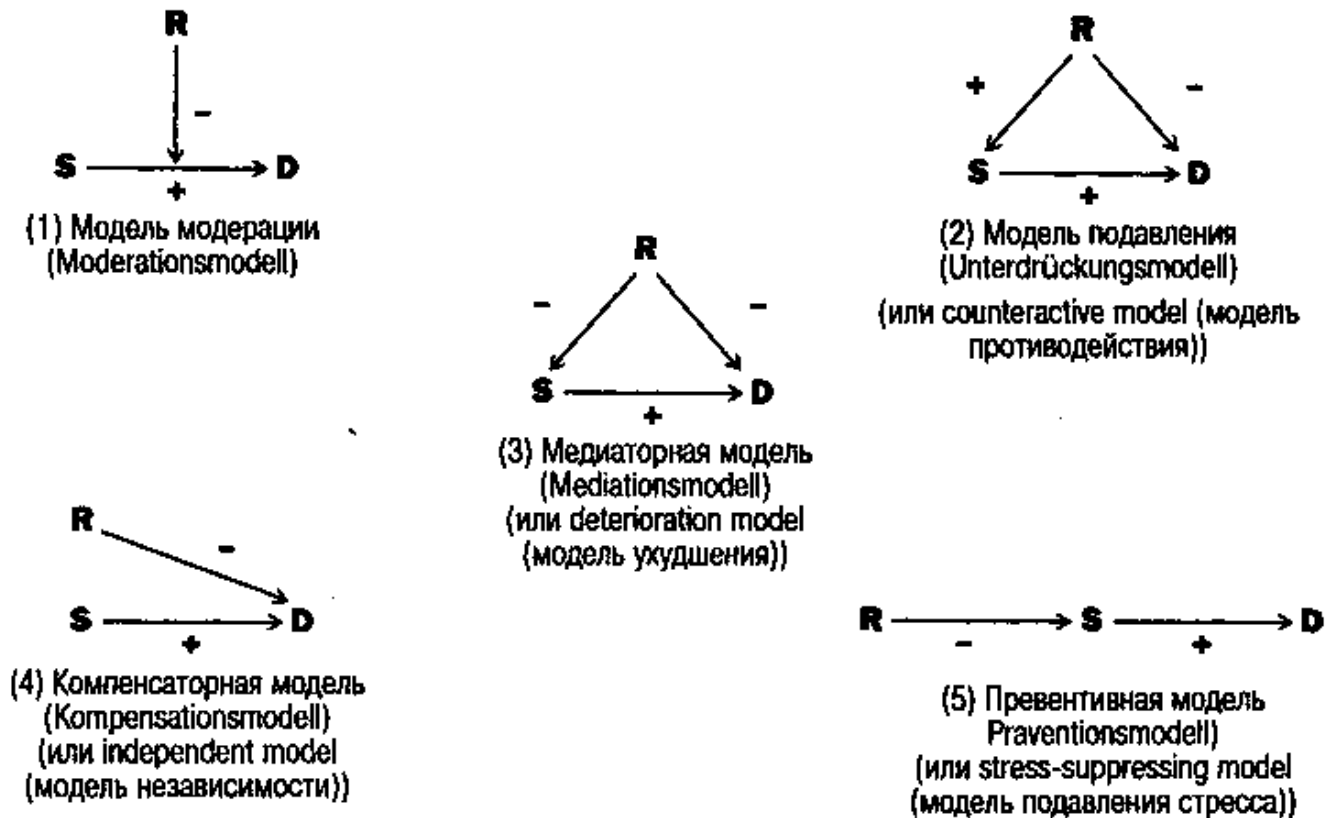 R
−
S D
+
(1) Модель модерации
(Moderationsmodell)
R
+ −
S D
+
(2) Модель подавления
(Unterdrückungsmodell)
(или counteractive model (модель
противодействия))
R
− −
S D
+
(3) Медиаторная модель
(Mediationsmodell)
(или deterioration model
(модель ухудшения))
R
−
S D
+
(4) Компенсаторная модель
(Kompensationsmodell)
(или independent model
(модель независимости))
R S D
− +
(5) Превентивная модель
Praventionsmodell)
(или stress-suppressing model
(модель подавления стресса))